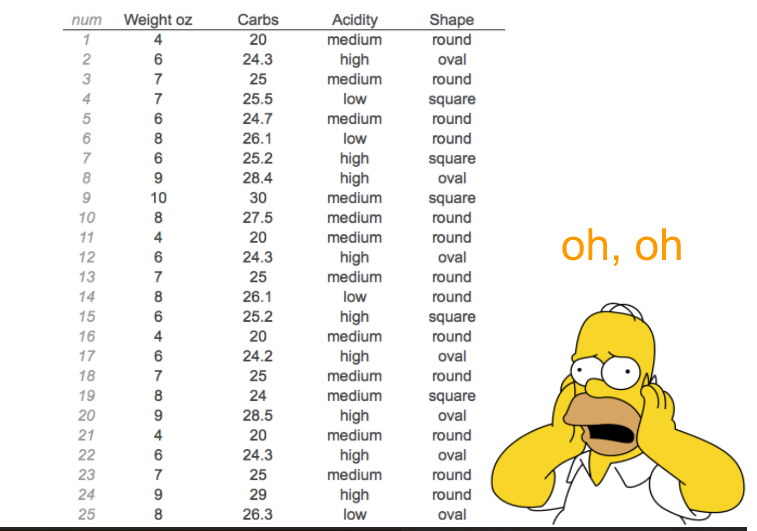 num Weight oz Carbs Acidity Shape
1 4 20 medium round
2 6 24.3 high oval
3 7 25 medium round
4 7 25.5 low square
5 6 24.7 medium round
6 8 26.1 low round
7 6 25.2 high square
8 9 28.4 high oval
9 10 30 medium square
10 8 27.5 medium round
11 4 20 medium round
12 6 24.3 high oval
13 7 25 medium round
14 8 26.1 low round
15 6 25.2 high square
16 4 20 medium round
17 6 24.2 high oval
18 7 25 medium round
19 8 24 medium square
20 9 28.5 high oval
21 4 20 medium round
22 6 24.3 high oval
23 7 25 medium round
24 9 29 high round
25 8 26.3 low oval
oh, oh